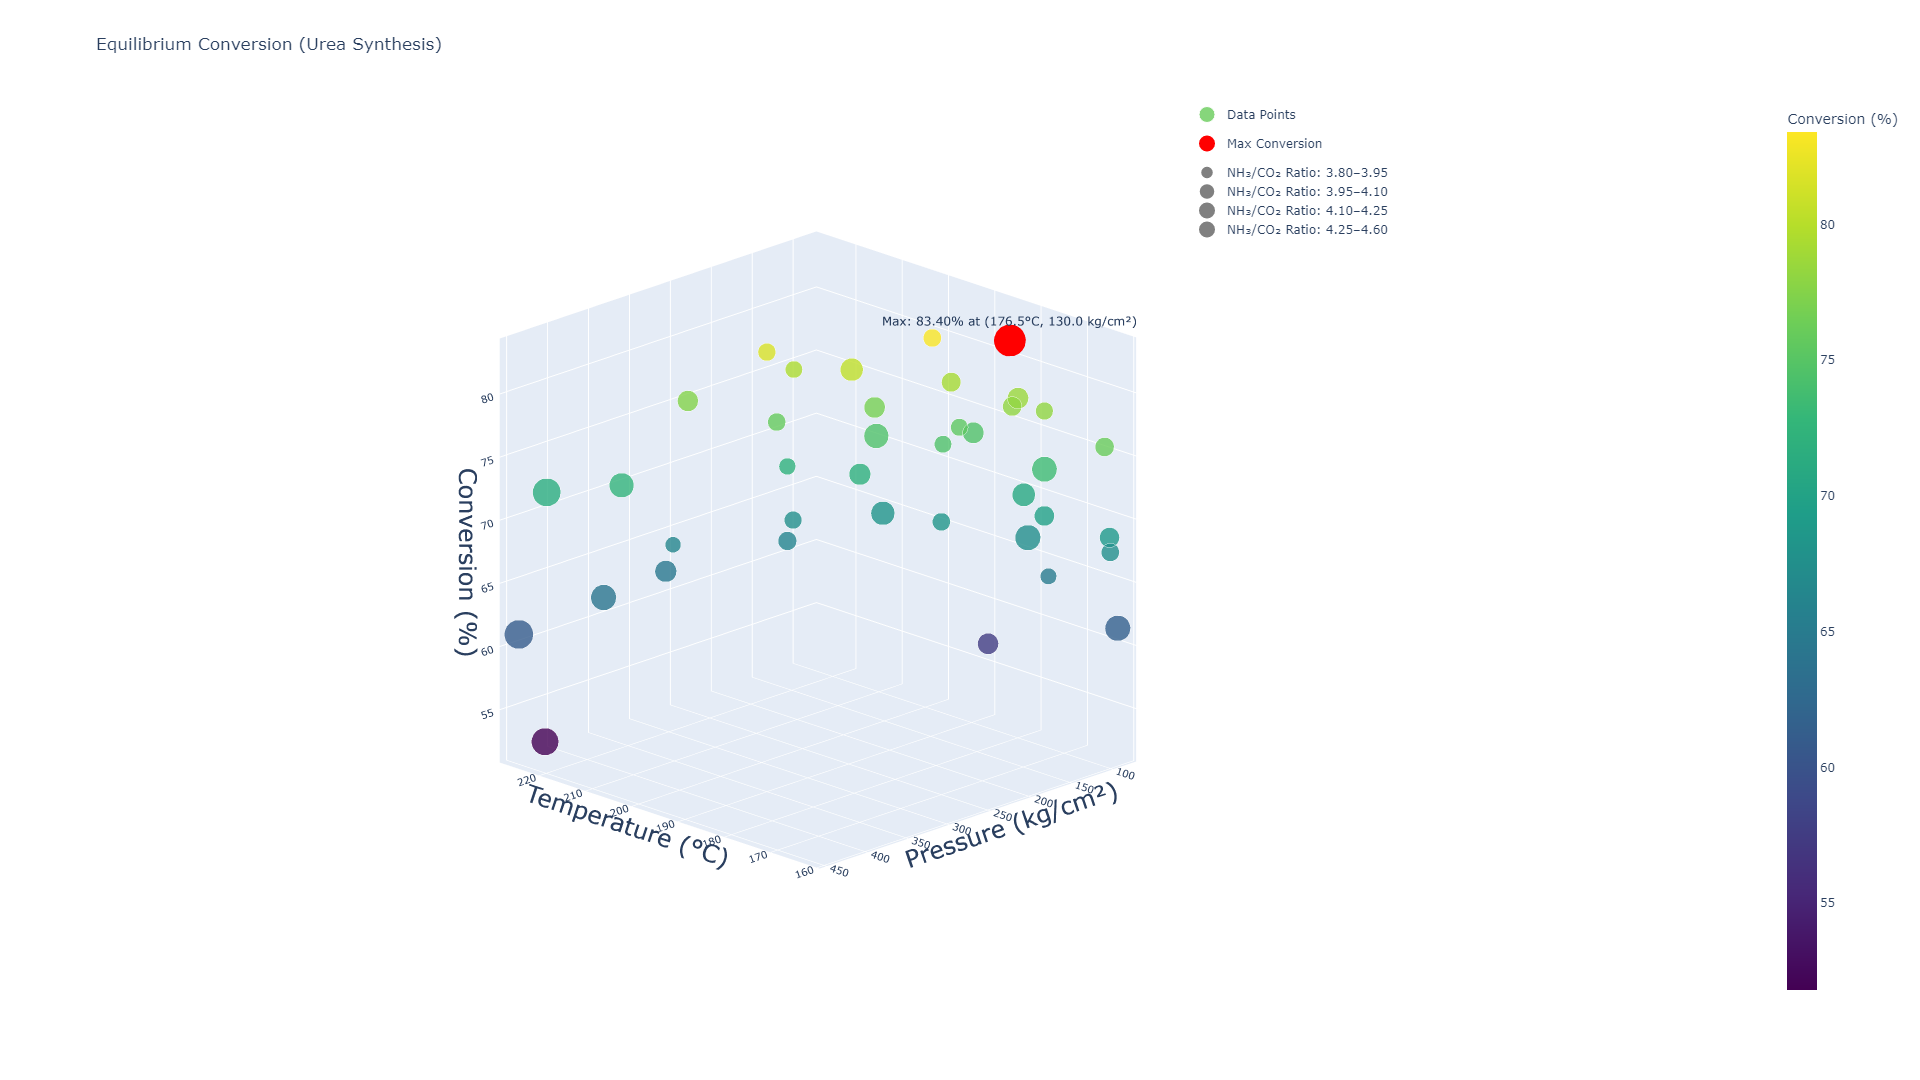 Equilibrium Conversion (Urea Synthesis)
Data Points
Max Conversion
NH₃/CO₂ Ratio: 3.80–3.95
NH₃/CO₂ Ratio: 3.95–4.10
NH₃/CO₂ Ratio: 4.10–4.25
NH₃/CO₂ Ratio: 4.25–4.60
Conversion (%)
80
75
70
65
60
55
Max: 83.40% at (176.5°C, 130.0 kg/cm²)
Conversion (%)
80
75
70
65
60
55
Temperature (°C)
220
210
200
190
180
170
160
Pressure (kg/cm²)
450
400
350
300
250
200
150
100